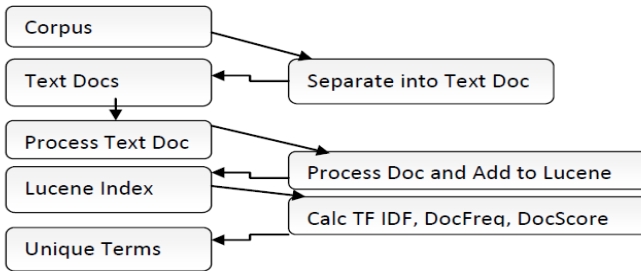 Corpus
Separate into Text Doc
Text Docs
Process Text Doc
Process Doc and Add to Lucene
Lucene Index
Calc TF IDF, DocFreq, DocScore
Unique Terms